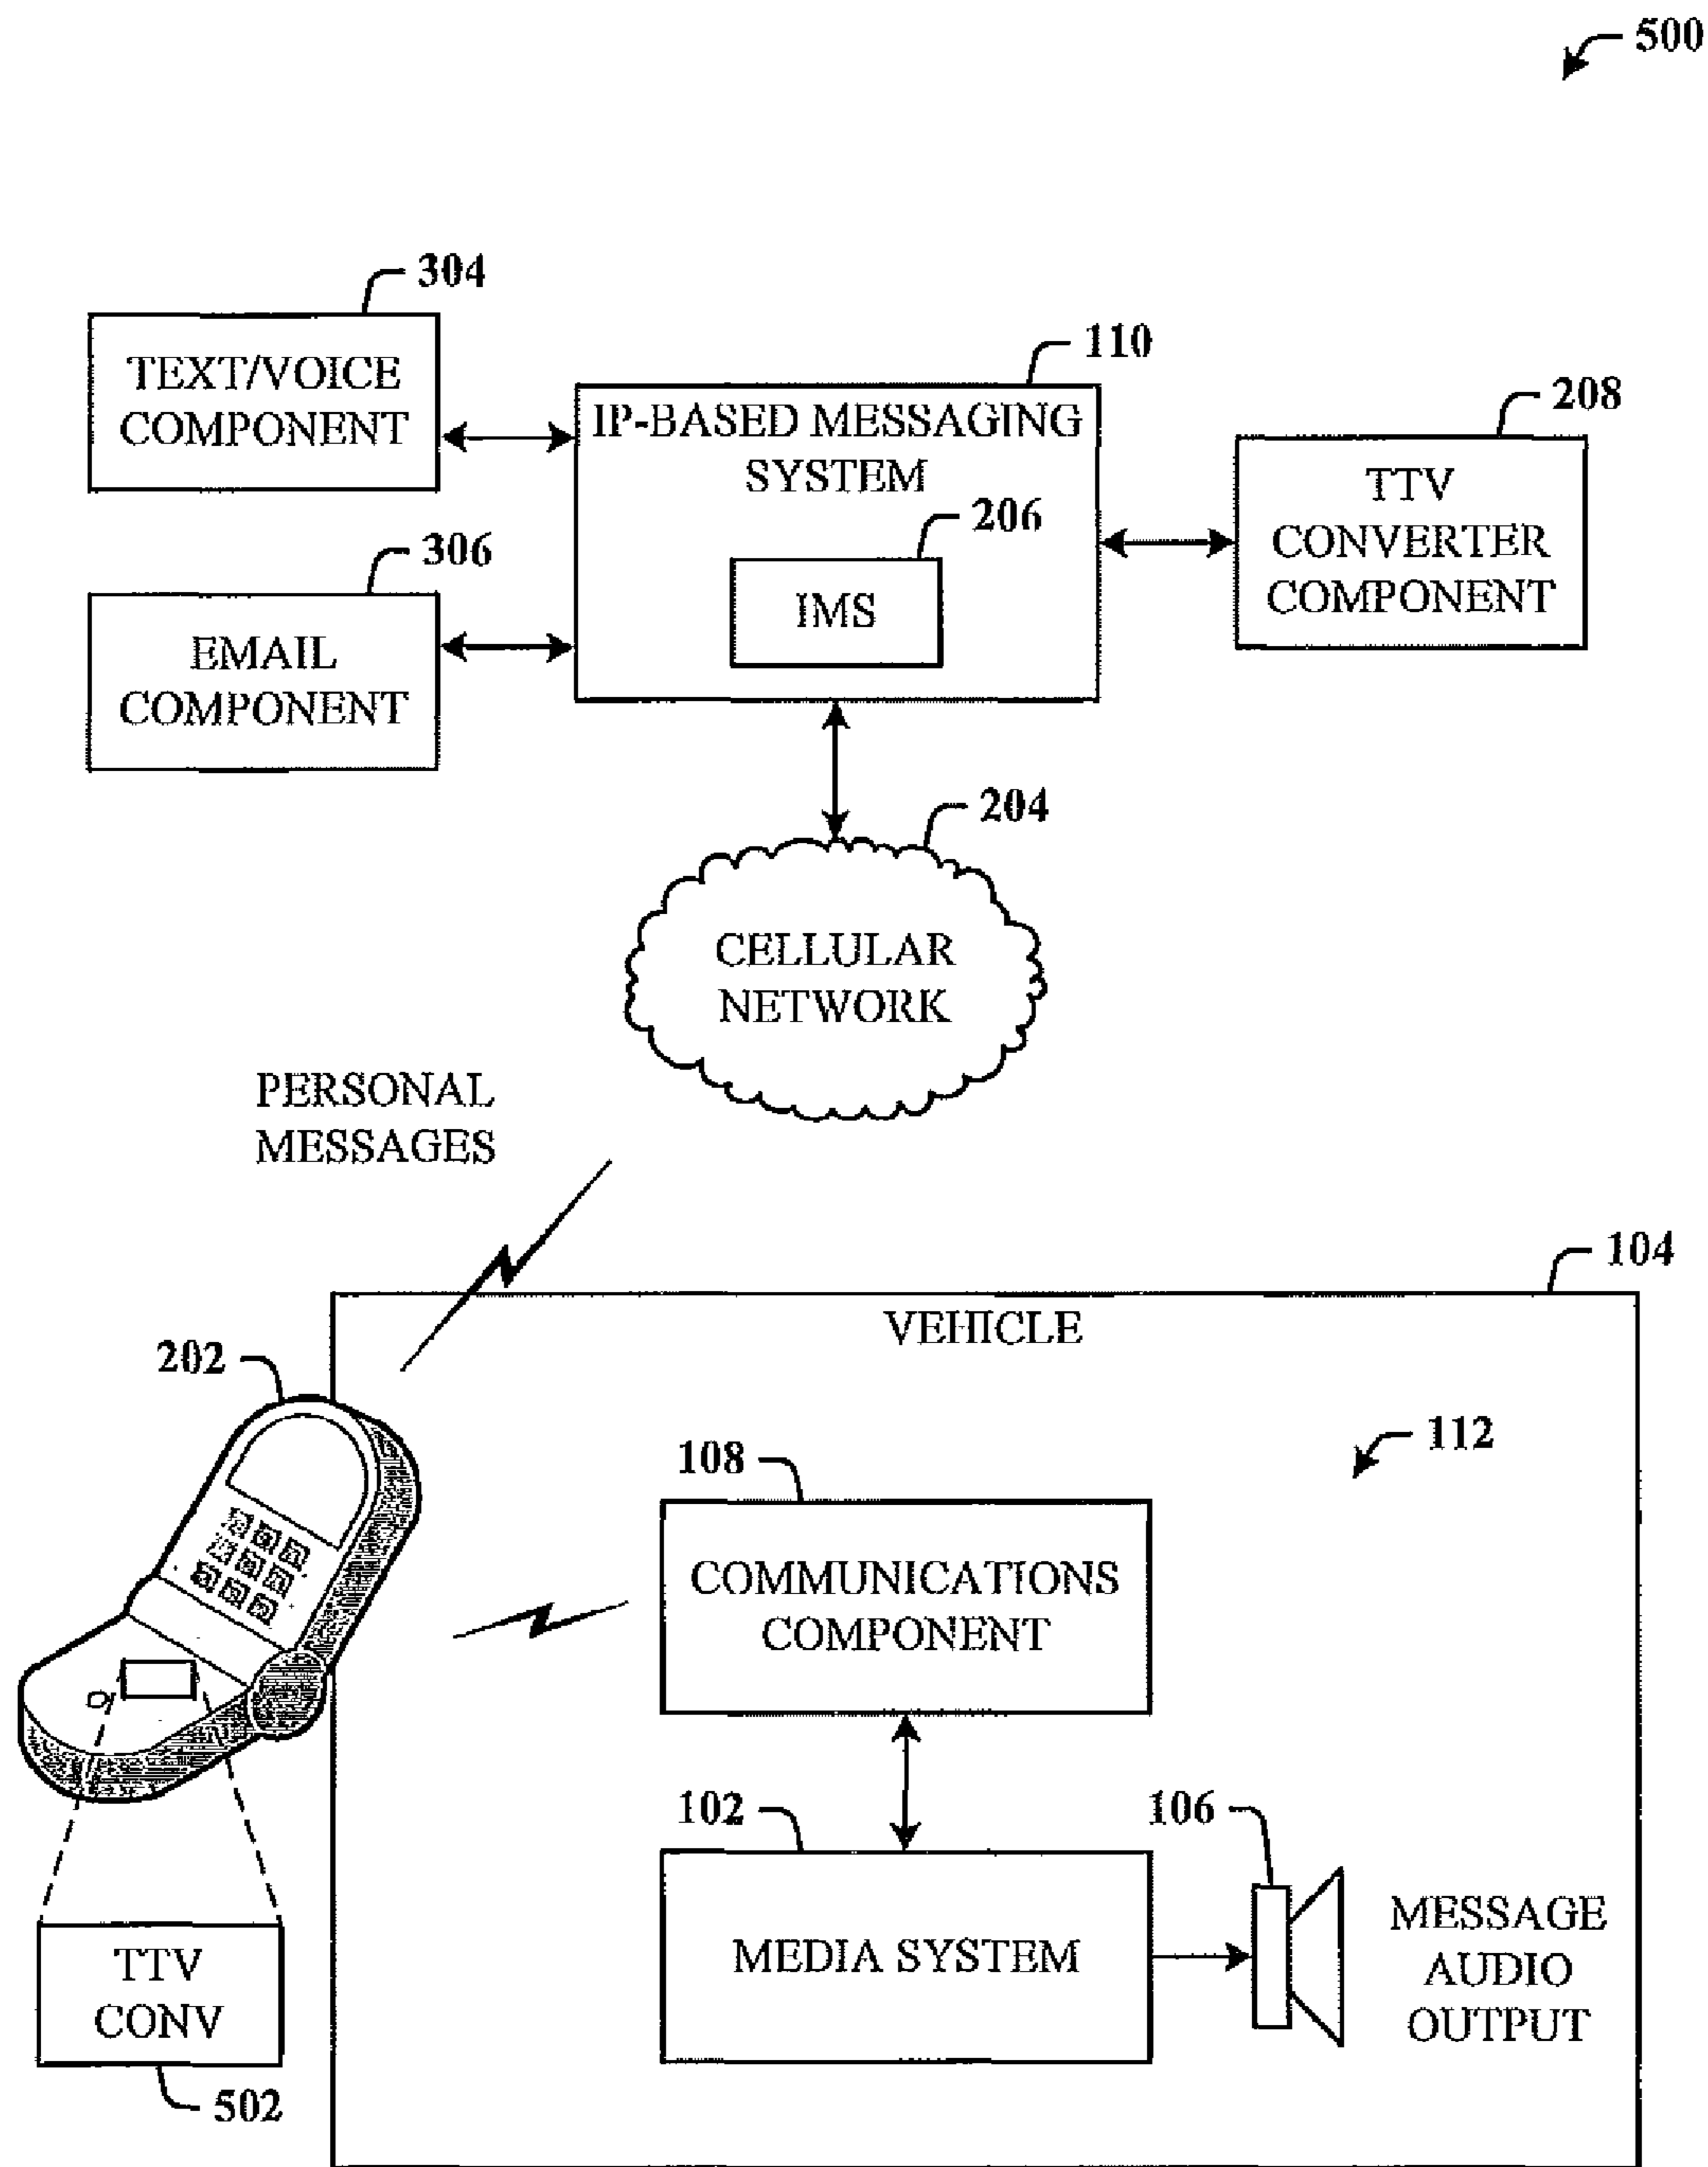 500
304
TEXT/VOICE
COMPONENT
110
IP-BASED MESSAGING
SYSTEM
206
IMS
208
TTV
CONVERTER
COMPONENT
306
EMAIL
COMPONENT
204
CELLULAR
NETWORK
PERSONAL
MESSAGES
104
VEHICLE
202
112
108
COMMUNICATIONS
COMPONENT
102
MEDIA SYSTEM
106
MESSAGE
AUDIO
OUTPUT
TTV
CONV
502